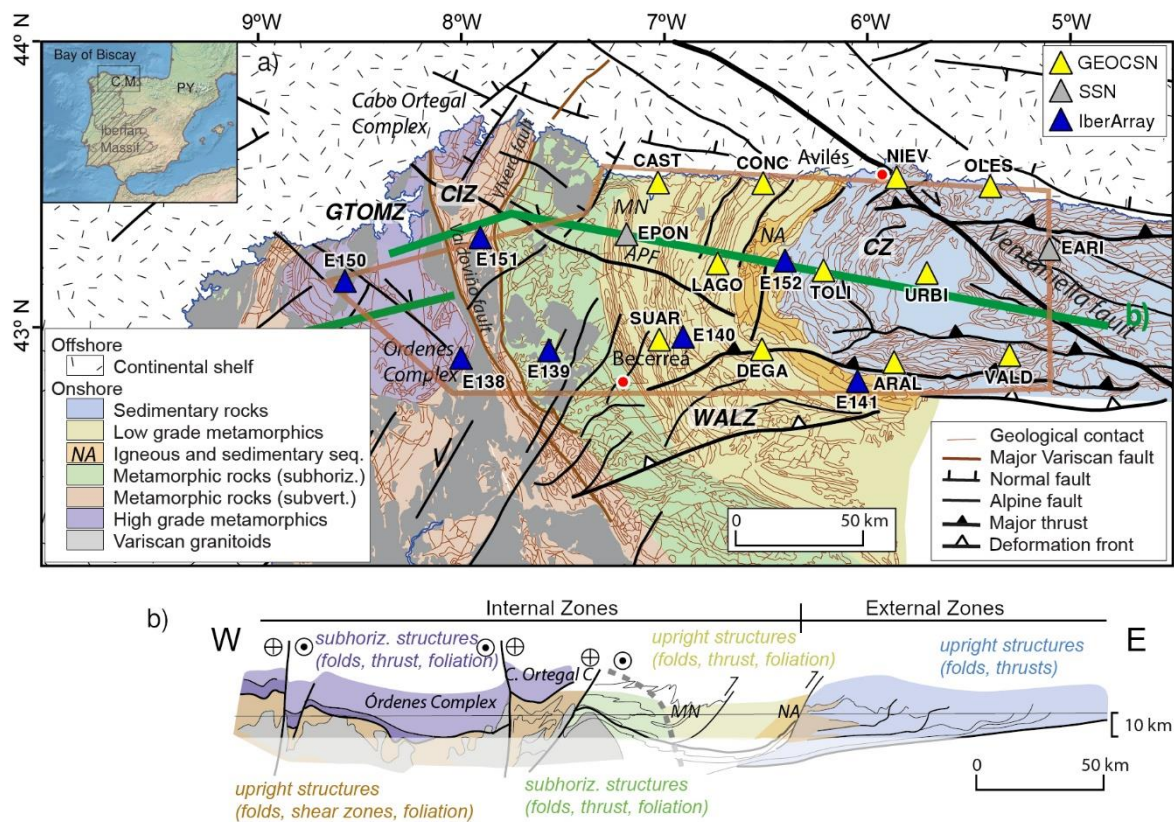 9°W 8°W 7°W 6°W 5°W
44° N
43° N
Bay of Biscay
C.M.
PY.
Iberian
Massif
a)
GEOCSN
SSN
IberArray
Cabo Ortegal
Complex
Vivero fault
CIZ
GTOMZ
Valdoviño fault
CAST
CONC
Avilés
NIEV
OLES
MN
EPON
APF
NA
CZ
EARI
Ventaniella fault
E150
E151
LAGO
E152
TOLI
URBI
b)
SUAR
E140
Becerreá
Ordenes
Complex
E138
E139
DEGA
ARAL
VALD
E141
WALZ
0 50 km
Offshore
Continental shelf
Onshore
Sedimentary rocks
Low grade metamorphics
NA Igneous and sedimentary seq.
Metamorphic rocks (subhoriz.)
Metamorphic rocks (subvert.)
High grade metamorphics
Variscan granitoids
Geological contact
Major Variscan fault
Normal fault
Alpine fault
Major thrust
Deformation front
b)
Internal Zones External Zones
W E
subhoriz. structures
(folds, thrust, foliation)
upright structures
(folds, thrust, foliation)
upright structures
(folds, thrusts)
C. Ortegal C
Órdenes Complex
MN
NA
10 km
upright structures
(folds, shear zones, foliation)
subhoriz. structures
(folds, thrust, foliation)
0 50 km